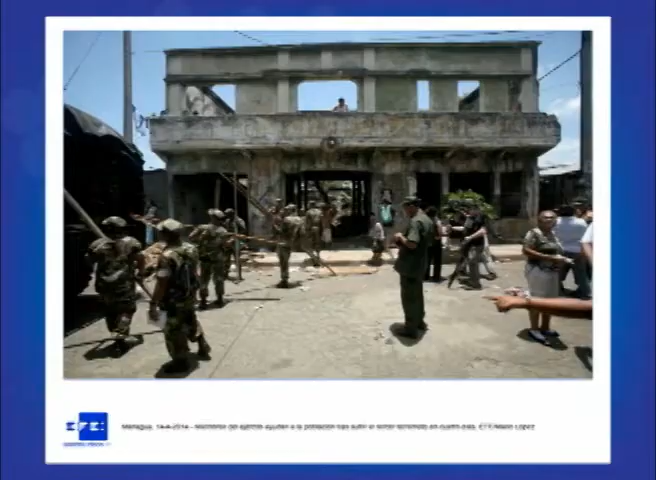 efe:
Managua, 14-4-2014.- Miembros del ejército ayudan a la población tras sufrir el tercer terremoto en cuatro días. EFE/Mario López